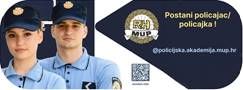 Postani policajac/
policajka !
MUP
@policijska.akademija.mup.hr